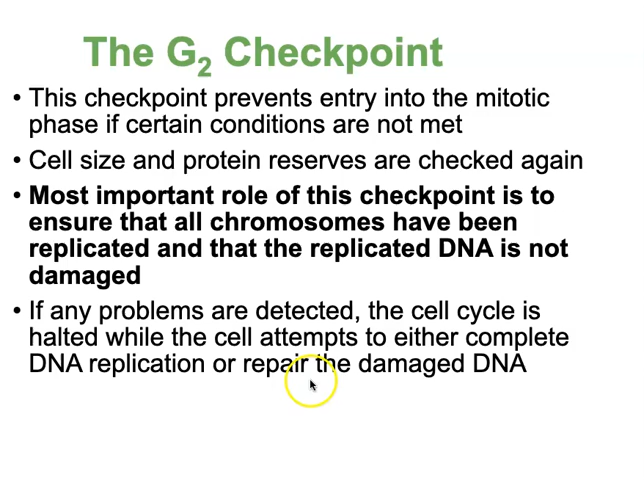 The G₂ Checkpoint
• This checkpoint prevents entry into the mitotic
phase if certain conditions are not met
• Cell size and protein reserves are checked again
• Most important role of this checkpoint is to
ensure that all chromosomes have been
replicated and that the replicated DNA is not
damaged
• If any problems are detected, the cell cycle is
halted while the cell attempts to either complete
DNA replication or repair the damaged DNA